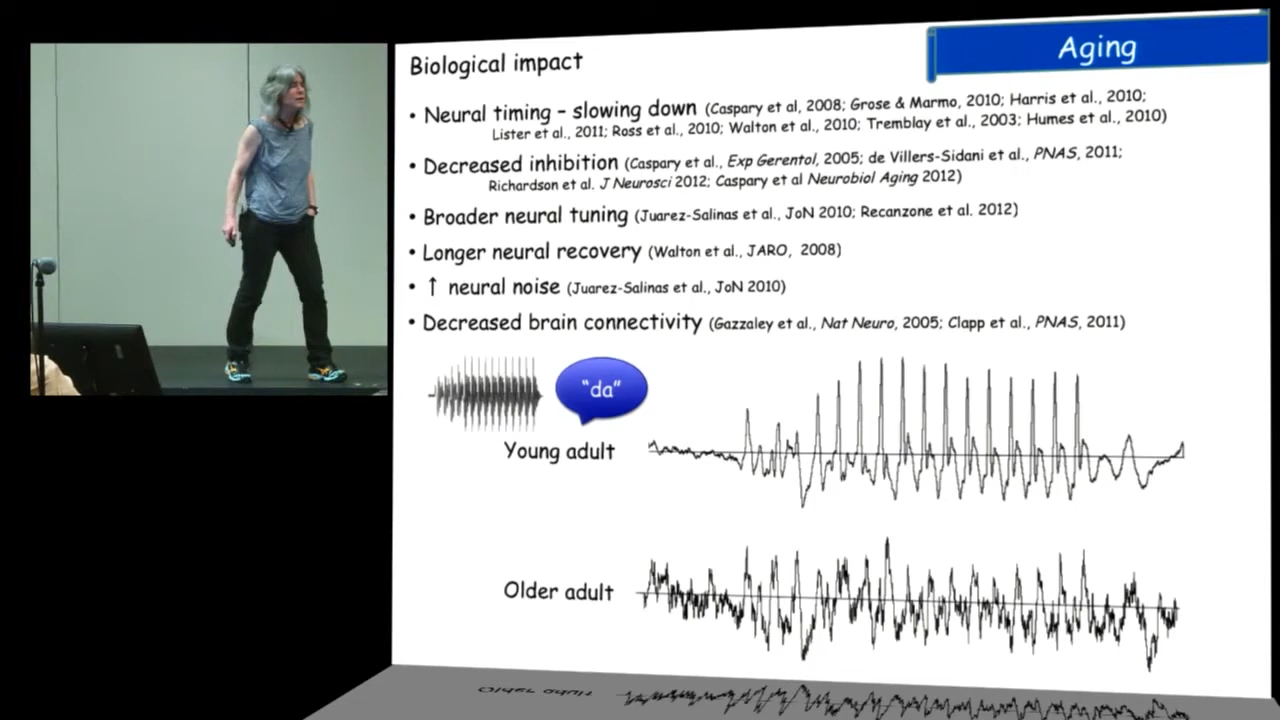 Aging
Biological impact
• Neural timing – slowing down (Caspary et al, 2008; Grose & Marmo, 2010; Harris et al., 2010;
Lister et al., 2011; Ross et al., 2010; Walton et al., 2010; Tremblay et al., 2003; Humes et al., 2010)
• Decreased inhibition (Caspary et al., Exp Gerentol, 2005; de Villers-Sidani et al., PNAS, 2011;
Richardson et al. J Neurosci 2012; Caspary et al Neurobiol Aging 2012)
• Broader neural tuning (Juarez-Salinas et al., JoN 2010; Recanzone et al. 2012)
• Longer neural recovery (Walton et al., JARO, 2008)
• ↑ neural noise (Juarez-Salinas et al., JoN 2010)
• Decreased brain connectivity (Gazzaley et al., Nat Neuro, 2005; Clapp et al., PNAS, 2011)
"da"
Young adult
Older adult